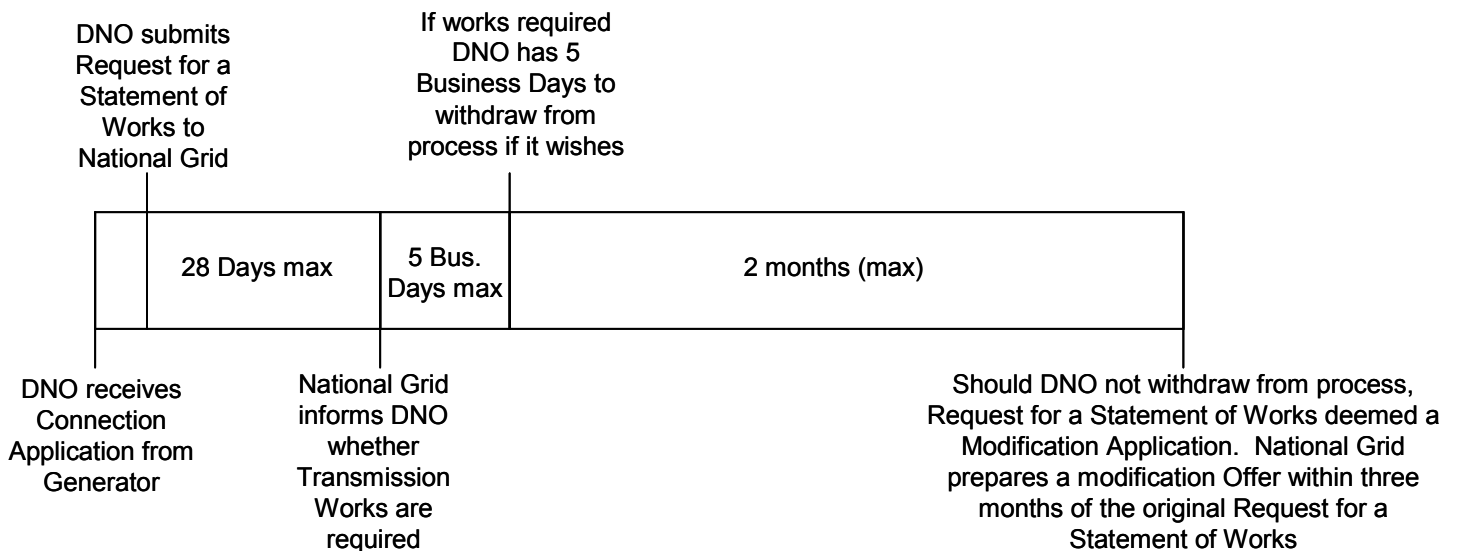 DNO submits
Request for a
Statement of
Works to
National Grid
If works required
DNO has 5
Business Days to
withdraw from
process if it wishes
28 Days max
5 Bus.
Days max
2 months (max)
DNO receives
Connection
Application from
Generator
National Grid
informs DNO
whether
Transmission
Works are
required
Should DNO not withdraw from process,
Request for a Statement of Works deemed a
Modification Application. National Grid
prepares a modification Offer within three
months of the original Request for a
Statement of Works